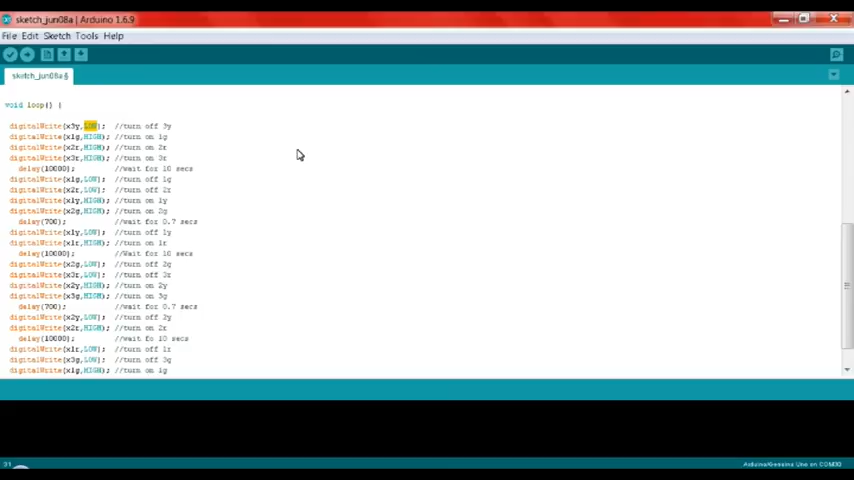 sketch_jun08a | Arduino 1.6.9
File Edit Sketch Tools Help
sketch_jun08a §
void loop() {
digitalWrite(x3y,LOW); //turn off 3y
digitalWrite(x1g,HIGH); //turn on 1g
digitalWrite(x2r,HIGH); //turn on 2r
digitalWrite(x3r,HIGH); //turn on 3r
delay(10000); //wait for 10 secs
digitalWrite(x1g,LOW); //turn off 1g
digitalWrite(x2r,LOW); //turn off 2r
digitalWrite(x1y,HIGH); //turn on 1y
digitalWrite(x2g,HIGH); //turn on 2g
delay(700); //wait for 0.7 secs
digitalWrite(x1y,LOW); //turn off 1y
digitalWrite(x1r,HIGH); //turn on 1r
delay(10000); //wait for 10 secs
digitalWrite(x2g,LOW); //turn off 2g
digitalWrite(x3r,LOW); //turn off 3r
digitalWrite(x2y,HIGH); //turn on 2y
digitalWrite(x3g,HIGH); //turn on 3g
delay(700); //wait for 0.7 secs
digitalWrite(x2y,LOW); //turn off 2y
digitalWrite(x2r,HIGH); //turn on 2r
delay(10000); //wait fo 10 secs
digitalWrite(x1r,LOW); //turn off 1r
digitalWrite(x3g,LOW); //turn off 3g
digitalWrite(x1g,HIGH); //turn on 1g
31
Arduino/Genuino Uno on COM30